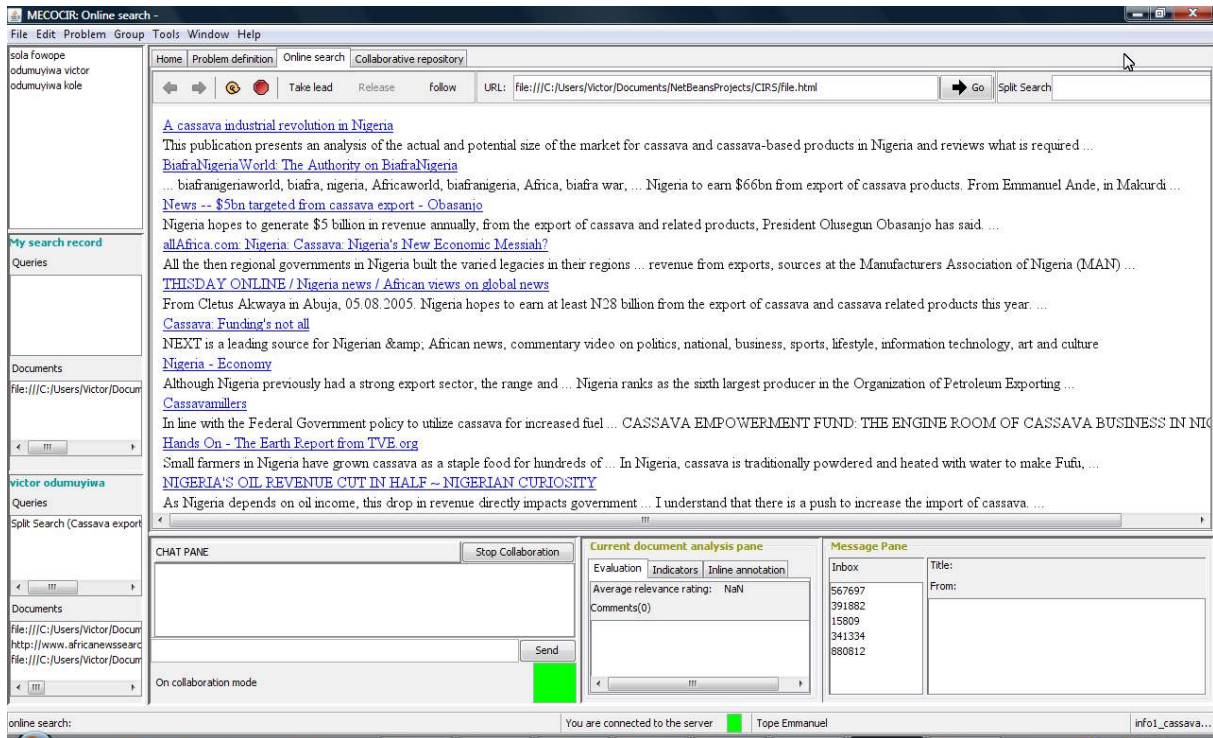 MECOCIR: Online search -
File Edit Problem Group Tools Window Help
sola fowope
odumuyiwa victor
odumuyiwa kole
Home Problem definition Online search Collaborative repository
Take lead Release follow URL: file:///C:/Users/Victor/Documents/NetBeansProjects/CIRS/file.html Go Split Search
A cassava industrial revolution in Nigeria
This publication presents an analysis of the actual and potential size of the market for cassava and cassava-based products in Nigeria and reviews what is required ...
BiafraNigeriaWorld: The Authority on BiafraNigeria
... biafranigeriaworld, biafra, nigeria, Africaworld, biafranigeria, Africa, biafra war, ... Nigeria to earn $66bn from export of cassava products. From Emmanuel Ande, in Makurdi ...
News -- $5bn targeted from cassava export - Obasanjo
Nigeria hopes to generate $5 billion in revenue annually, from the export of cassava and related products, President Olusegun Obasanjo has said. ...
allAfrica.com: Nigeria: Cassava: Nigeria's New Economic Messiah?
All the then regional governments in Nigeria built the varied legacies in their regions ... revenue from exports, sources at the Manufacturers Association of Nigeria (MAN) ...
THISDAY ONLINE / Nigeria news / African views on global news
From Cletus Akwaya in Abuja, 05.08.2005. Nigeria hopes to earn at least N28 billion from the export of cassava and cassava related products this year. ...
Cassava: Funding's not all
NEXT is a leading source for Nigerian &amp; African news, commentary video on politics, national, business, sports, lifestyle, information technology, art and culture
Nigeria - Economy
Although Nigeria previously had a strong export sector, the range and ... Nigeria ranks as the sixth largest producer in the Organization of Petroleum Exporting ...
Cassavamillers
In line with the Federal Government policy to utilize cassava for increased fuel ... CASSAVA EMPOWERMENT FUND: THE ENGINE ROOM OF CASSAVA BUSINESS IN NIG
Hands On - The Earth Report from TVE.org
Small farmers in Nigeria have grown cassava as a staple food for hundreds of ... In Nigeria, cassava is traditionally powdered and heated with water to make Fufu, ...
NIGERIA'S OIL REVENUE CUT IN HALF ~ NIGERIAN CURIOSITY
As Nigeria depends on oil income, this drop in revenue directly impacts government ... I understand that there is a push to increase the import of cassava. ...
My search record
Queries
Documents
file:///C:/Users/Victor/Docum
victor odumuyiwa
Queries
Split Search (Cassava export
Documents
file:///C:/Users/Victor/Docum
http://www.africanewssearc
file:///C:/Users/Victor/Docum
CHAT PANE Stop Collaboration
Send
On collaboration mode
Current document analysis pane
Evaluation Indicators Inline annotation
Average relevance rating: NaN
Comments(0)
Message Pane
Inbox
567697
391882
15809
341334
880812
Title:
From:
online search: You are connected to the server Tope Emmanuel info1_cassava...